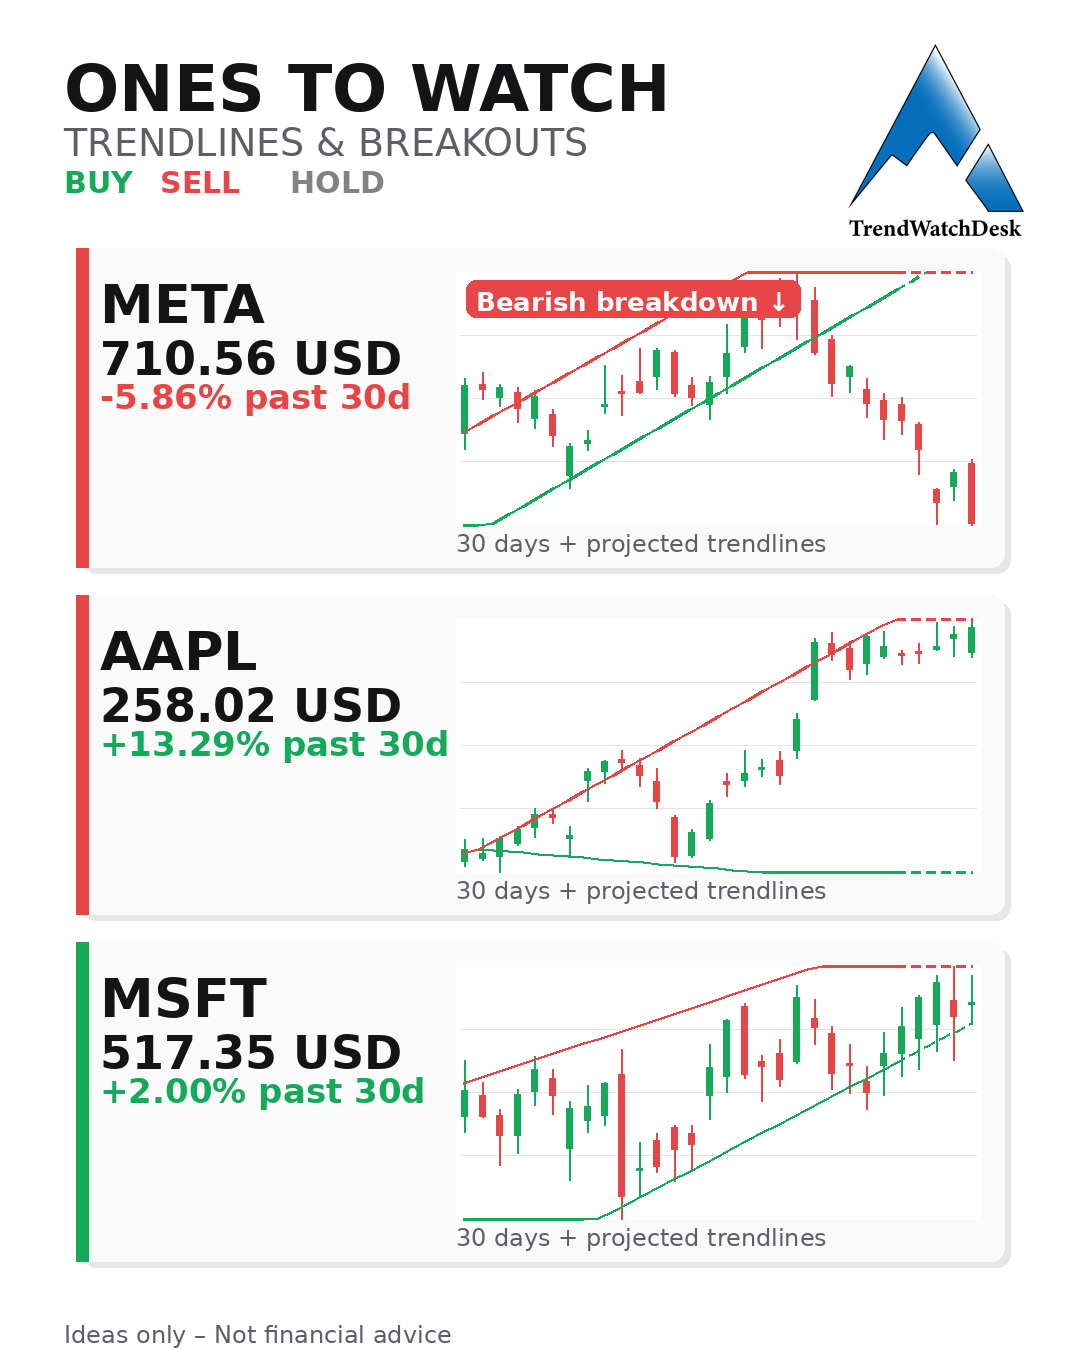 ONES TO WATCH
TRENDLINES & BREAKOUTS
BUY SELL HOLD
TrendWatchDesk
META
710.56 USD
-5.86% past 30d
Bearish breakdown ↓
30 days + projected trendlines
AAPL
258.02 USD
+13.29% past 30d
30 days + projected trendlines
MSFT
517.35 USD
+2.00% past 30d
30 days + projected trendlines
Ideas only – Not financial advice